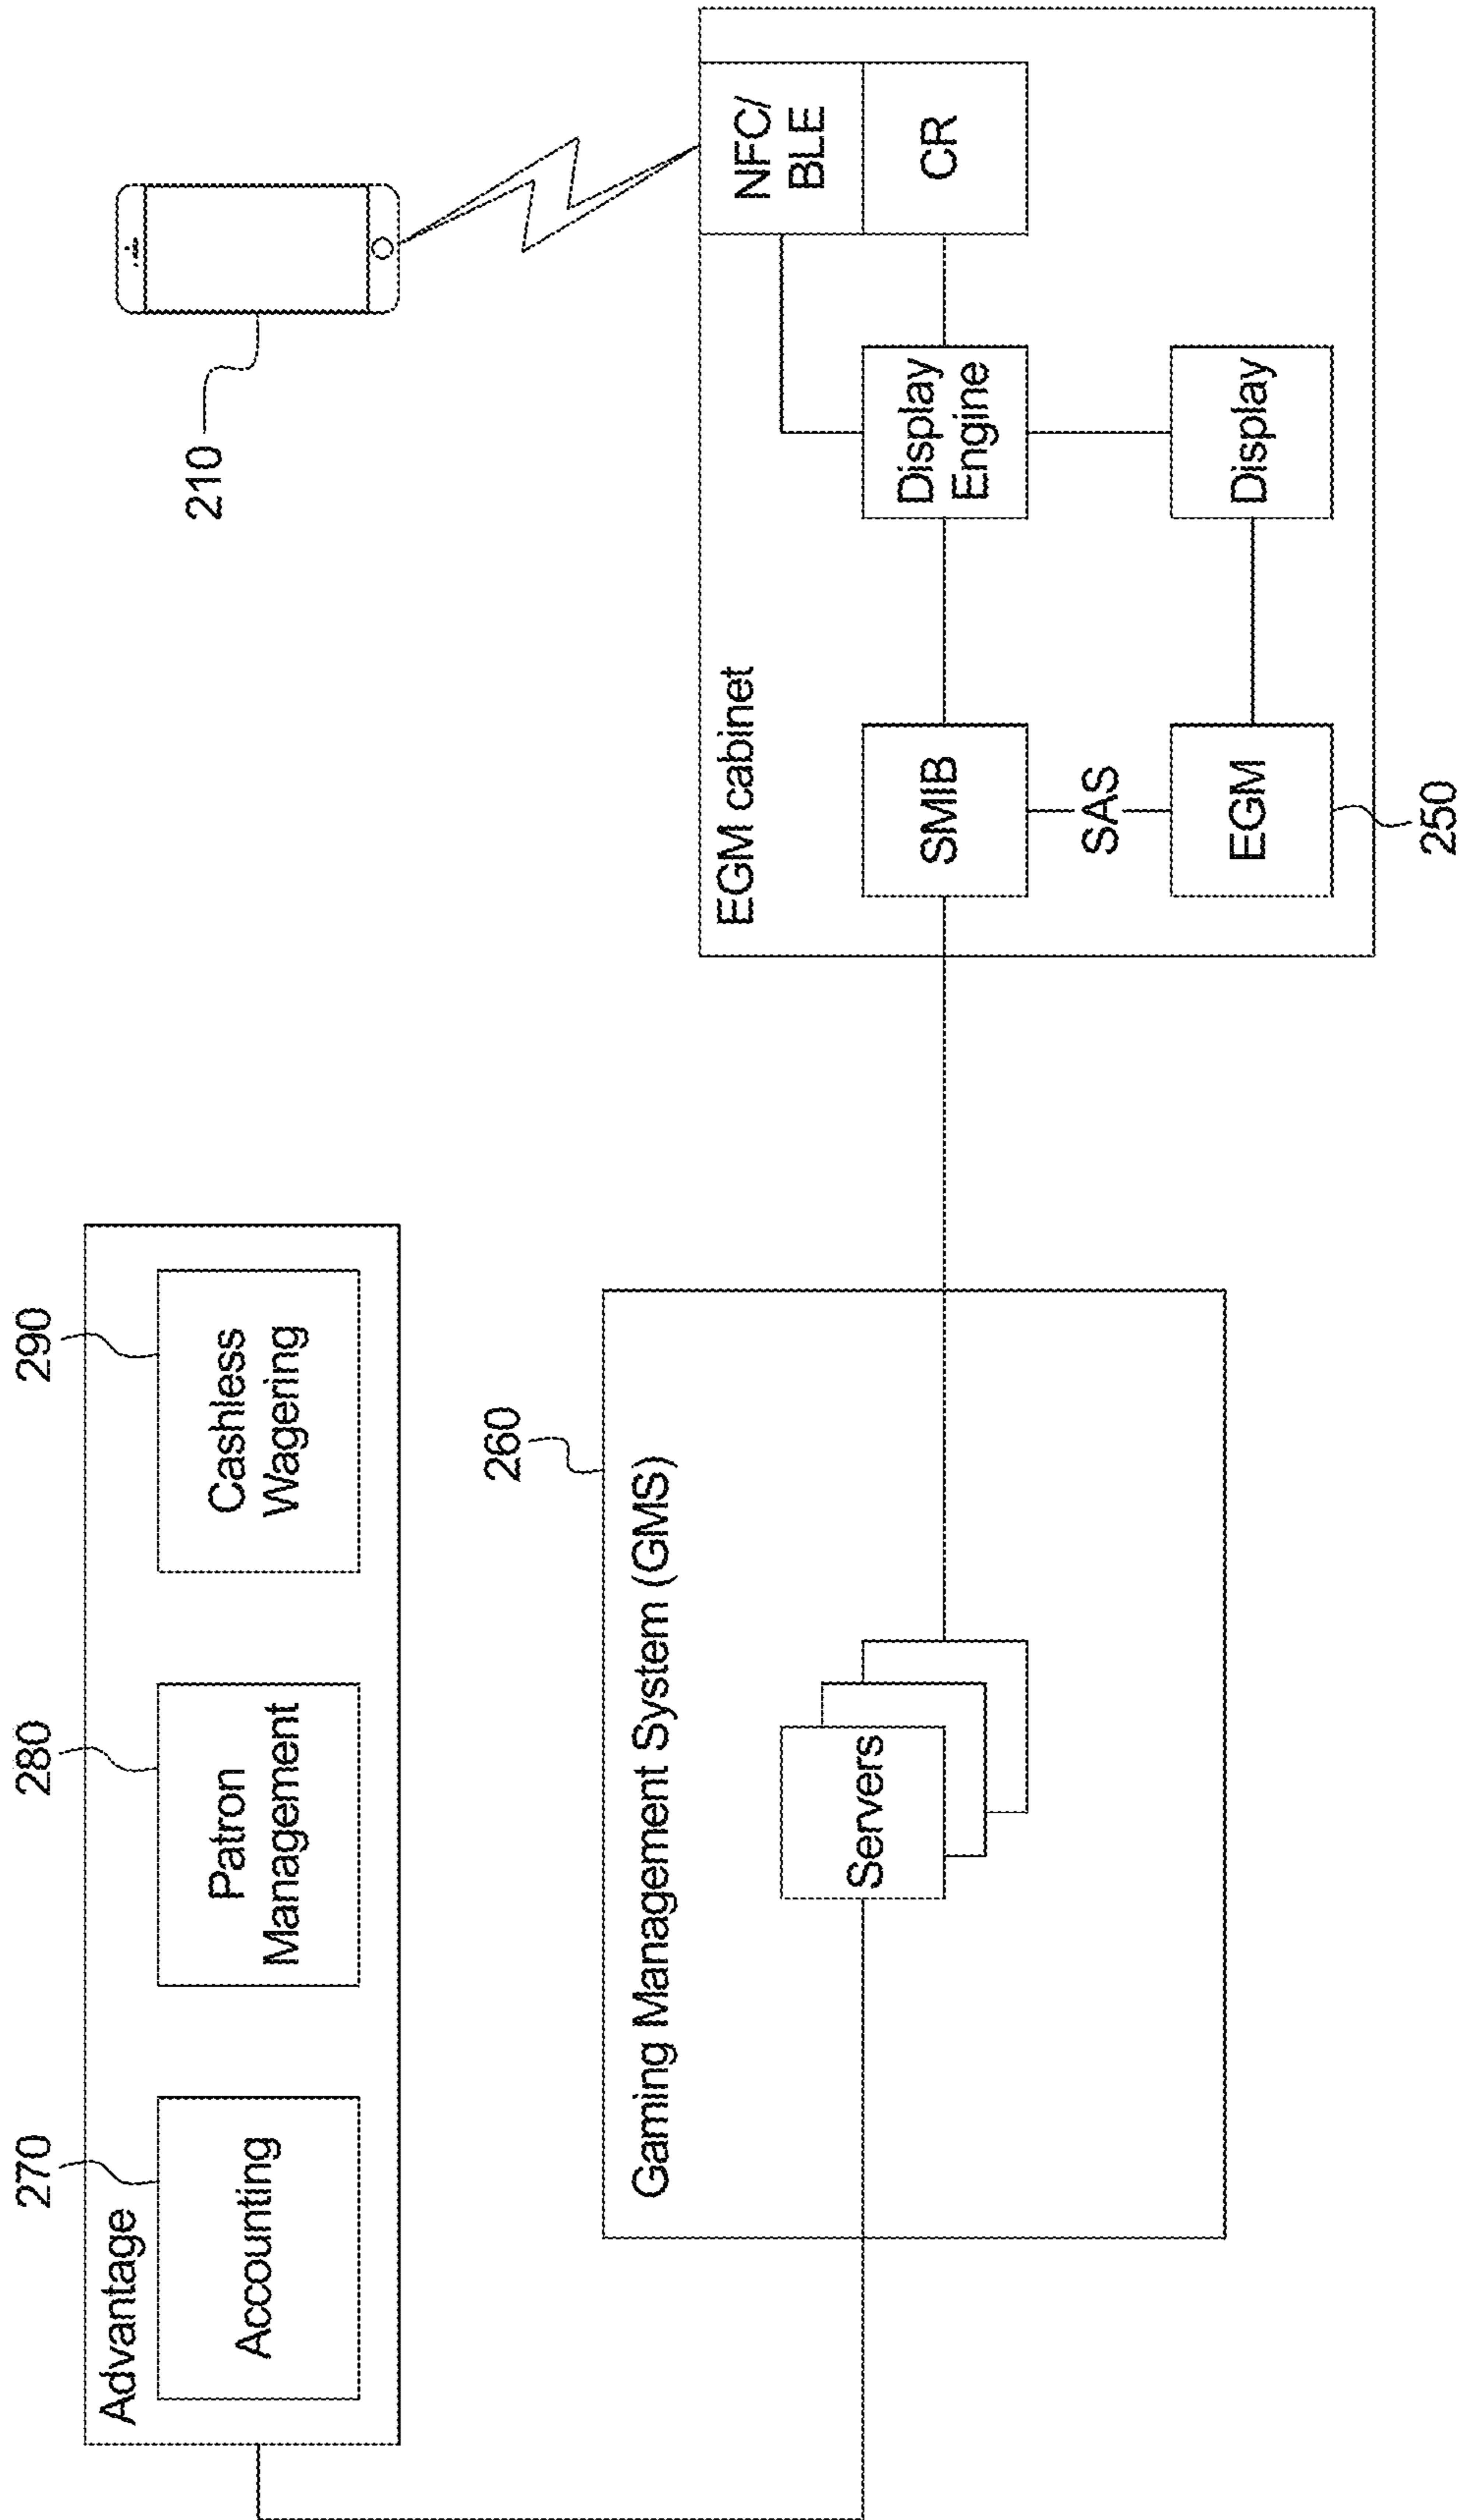 270
280
290
Advantage
Accounting
Patron
Management
Cashless
Wagering
210
260
Gaming Management System (GMS)
Servers
EGM cabinet
NFC/
BLE
CR
SMIB
Display
Engine
SAS
EGM
Display
250